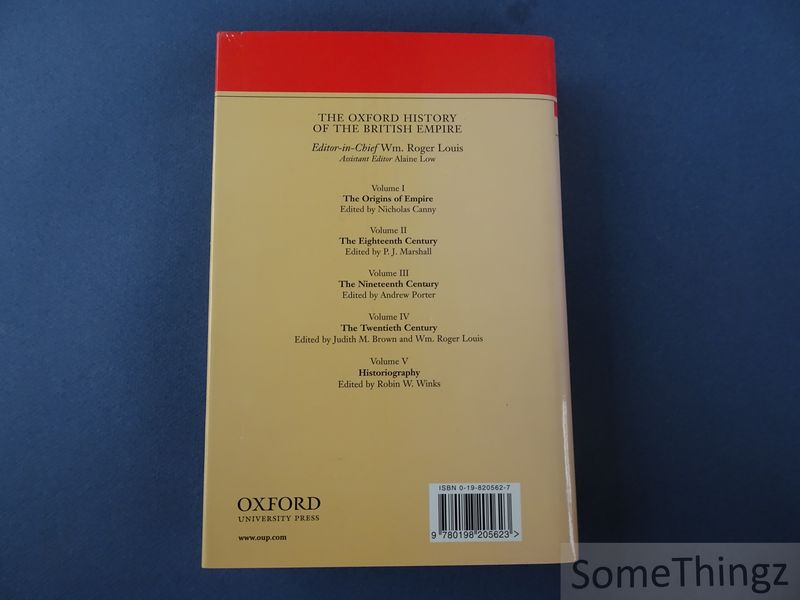 THE OXFORD HISTORY
OF THE BRITISH EMPIRE
Editor-in-Chief Wm. Roger Louis
Assistant Editor Alaine Low
Volume I
The Origins of Empire
Edited by Nicholas Canny
Volume II
The Eighteenth Century
Edited by P. J. Marshall
Volume III
The Nineteenth Century
Edited by Andrew Porter
Volume IV
The Twentieth Century
Edited by Judith M. Brown and Wm. Roger Louis
Volume V
Historiography
Edited by Robin W. Winks
ISBN 0-19-820562-7
9 780198 205623 >
OXFORD
UNIVERSITY PRESS
www.oup.com
SomeThingz